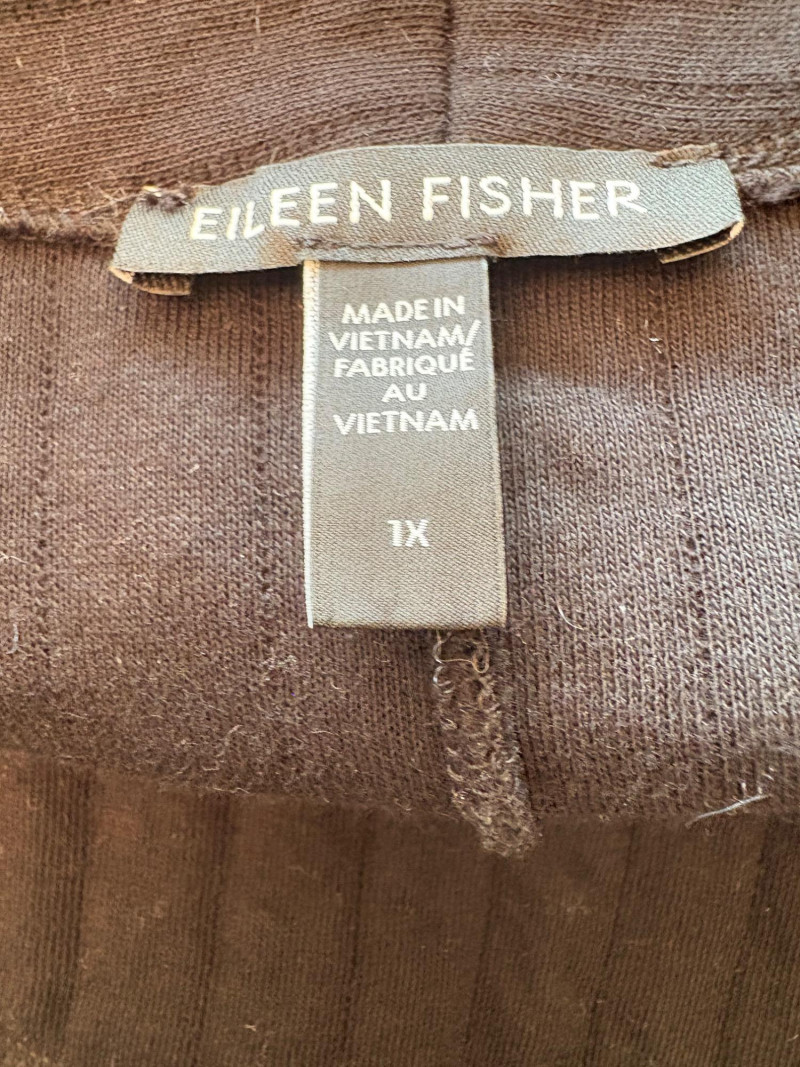 EILEEN FISHER
MADE IN
VIETNAM/
FABRIQUÉ
AU
VIETNAM
1X